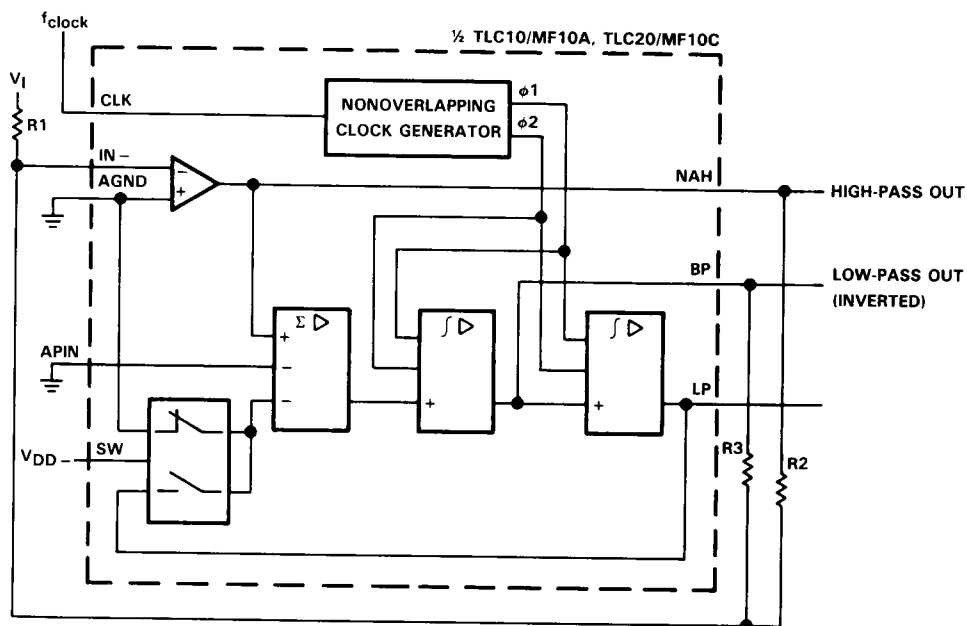 fclock
½ TLC10/MF10A, TLC20/MF10C
VI
CLK
NONOVERLAPPING
CLOCK GENERATOR
ϕ1
ϕ2
R1
IN −
AGND
−
+
NAH
HIGH-PASS OUT
BP
LOW-PASS OUT
(INVERTED)
Σ ▷
∫ ▷
∫ ▷
+
APIN
−
−
+
+
LP
VDD −
SW
R3
R2